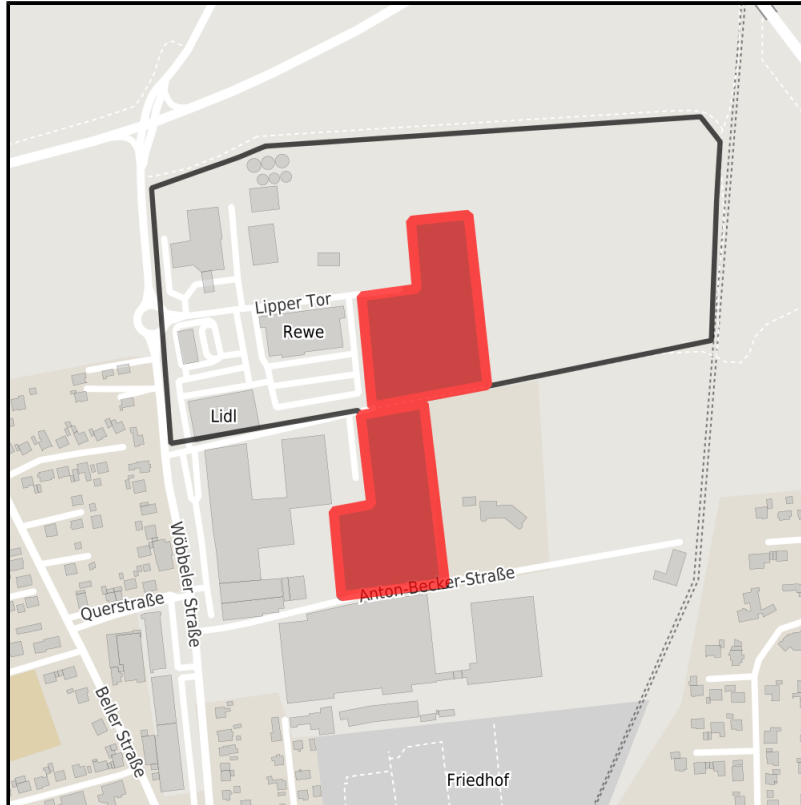 Lipper Tor
Rewe
Lidl
Wöbbeler Straße
Anton-Becker-Straße
Querstraße
Beller Straße
Friedhof